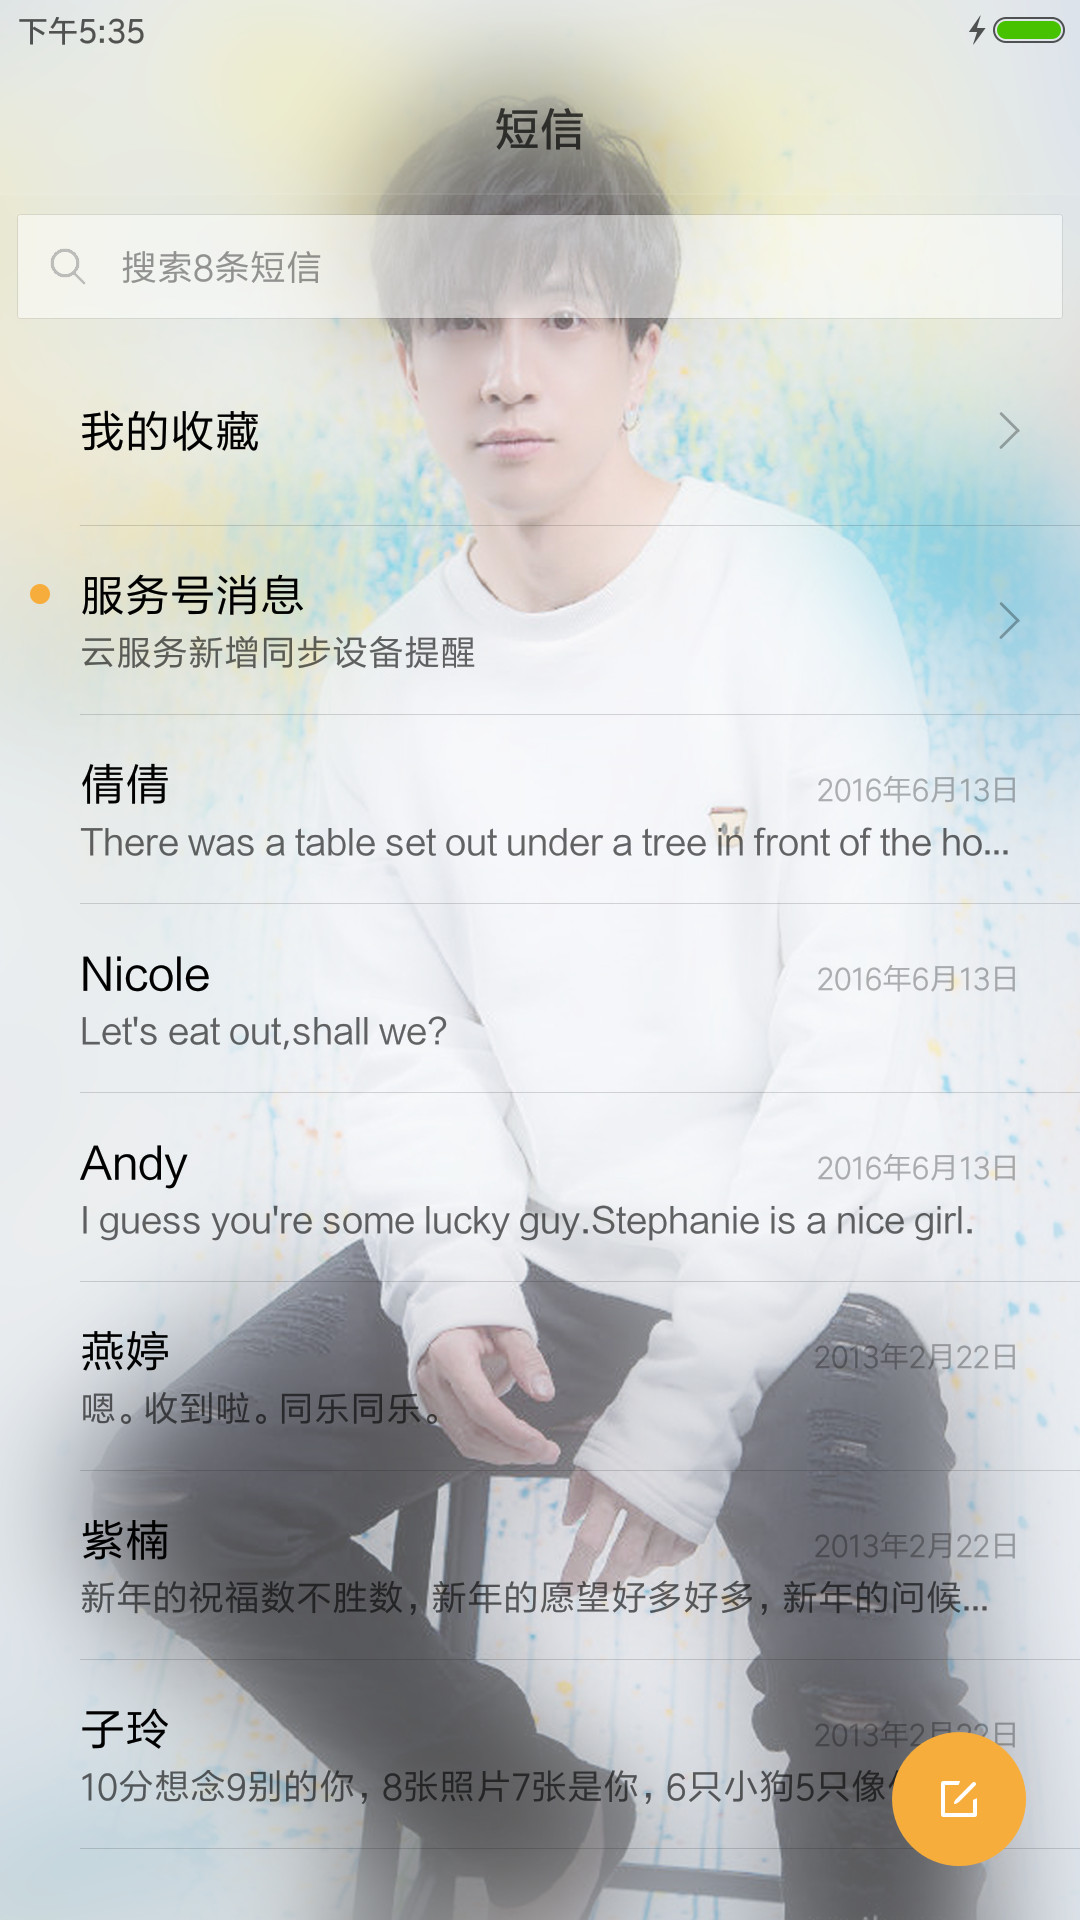 下午5:35
短信
搜索8条短信
我的收藏
服务号消息
云服务新增同步设备提醒
倩倩
2016年6月13日
There was a table set out under a tree in front of the ho...
Nicole
2016年6月13日
Let's eat out,shall we?
Andy
2016年6月13日
I guess you're some lucky guy.Stephanie is a nice girl.
燕婷
2013年2月22日
嗯。收到啦。同乐同乐。
紫楠
2013年2月22日
新年的祝福数不胜数，新年的愿望好多好多，新年的问候...
子玲
2013年2月22日
10分想念9别的你，8张照片7张是你，6只小狗5只像